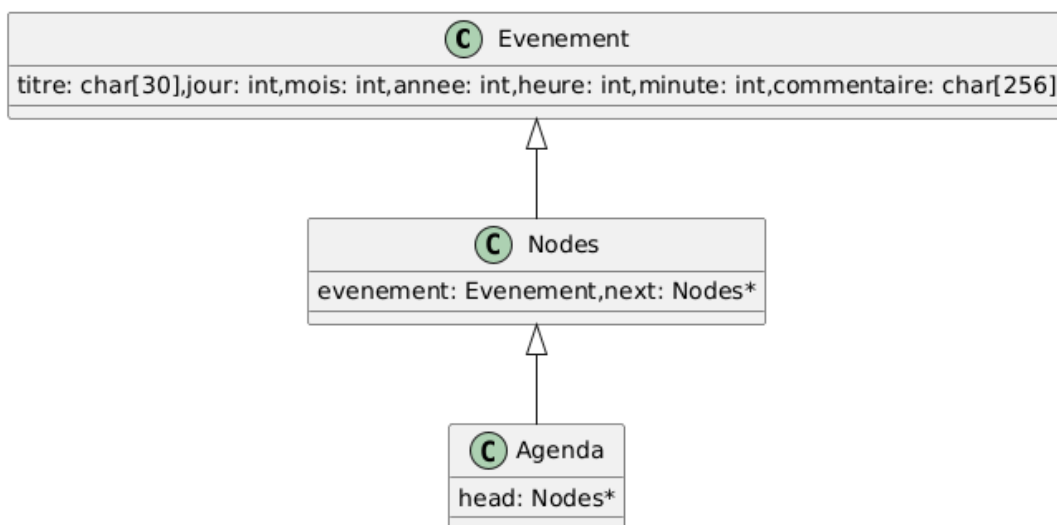 C Evenement
titre: char[30],jour: int,mois: int,annee: int,heure: int,minute: int,commentaire: char[256]
C Nodes
evenement: Evenement,next: Nodes*
C Agenda
head: Nodes*